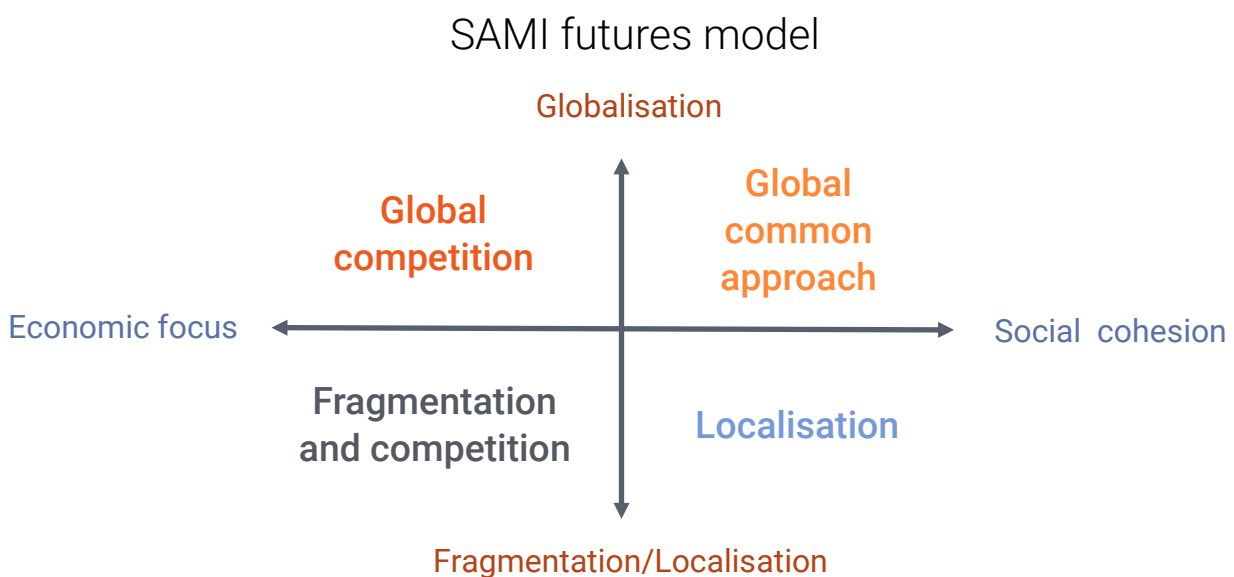 SAMI futures model
Globalisation
Global
competition
Global
common
approach
Economic focus
Social cohesion
Fragmentation
and competition
Localisation
Fragmentation/Localisation